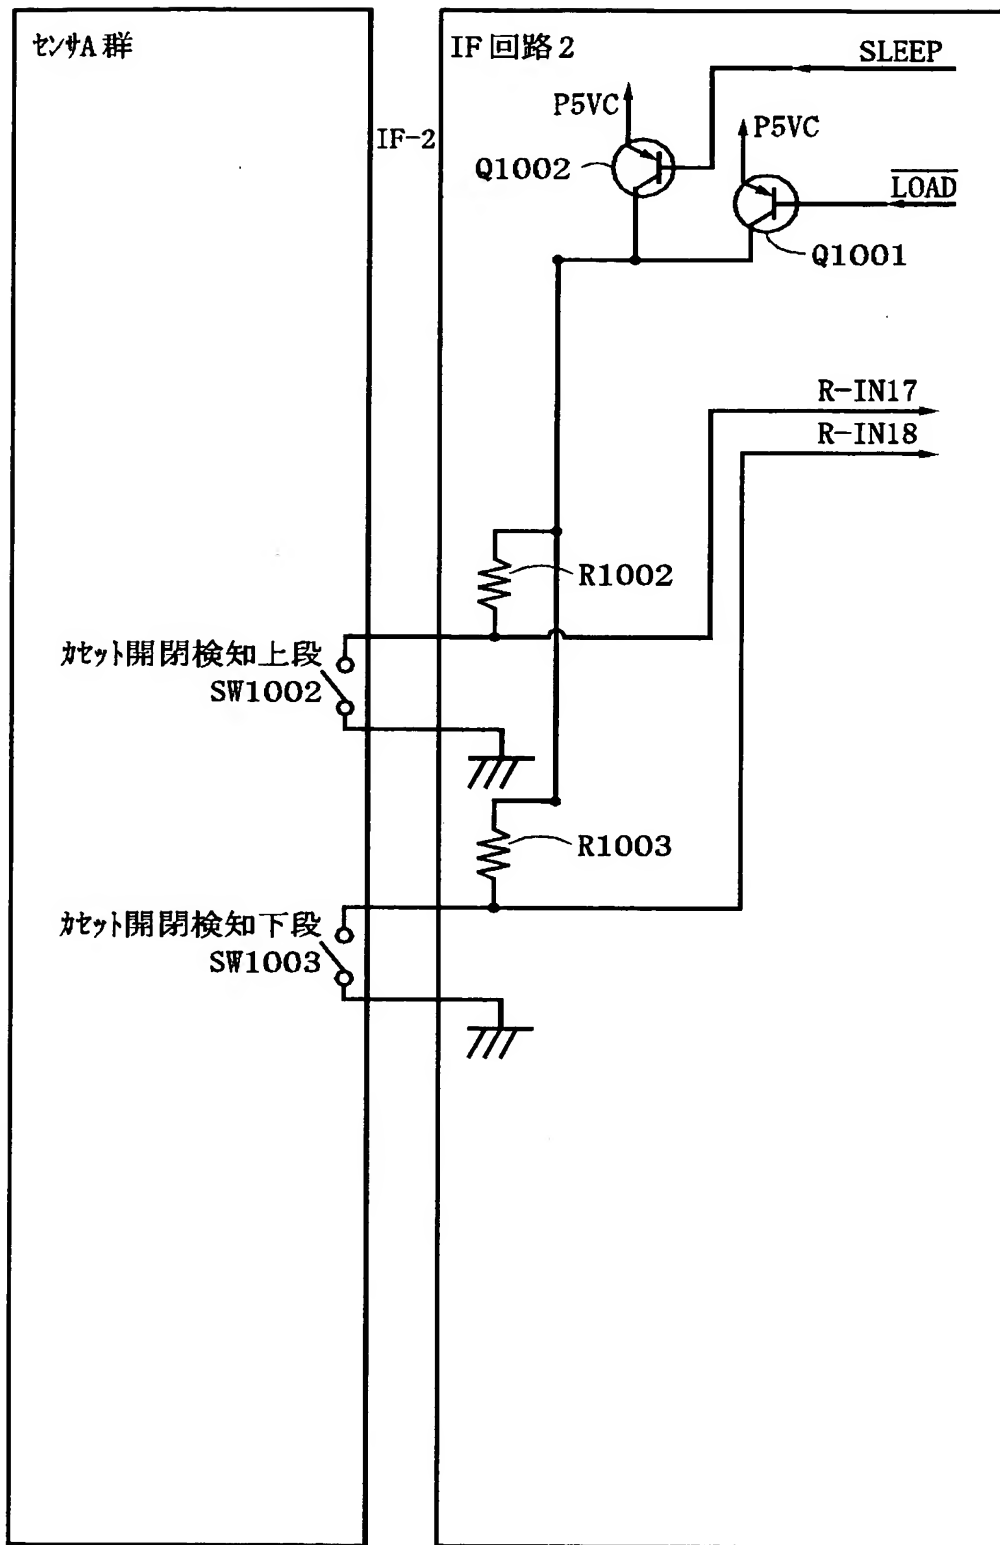 センサA群
IF回路2
SLEEP
P5VC
P5VC
IF-2
Q1002
LOAD
Q1001
R-IN17
R-IN18
R1002
カセット開閉検知上段
SW1002
R1003
カセット開閉検知下段
SW1003